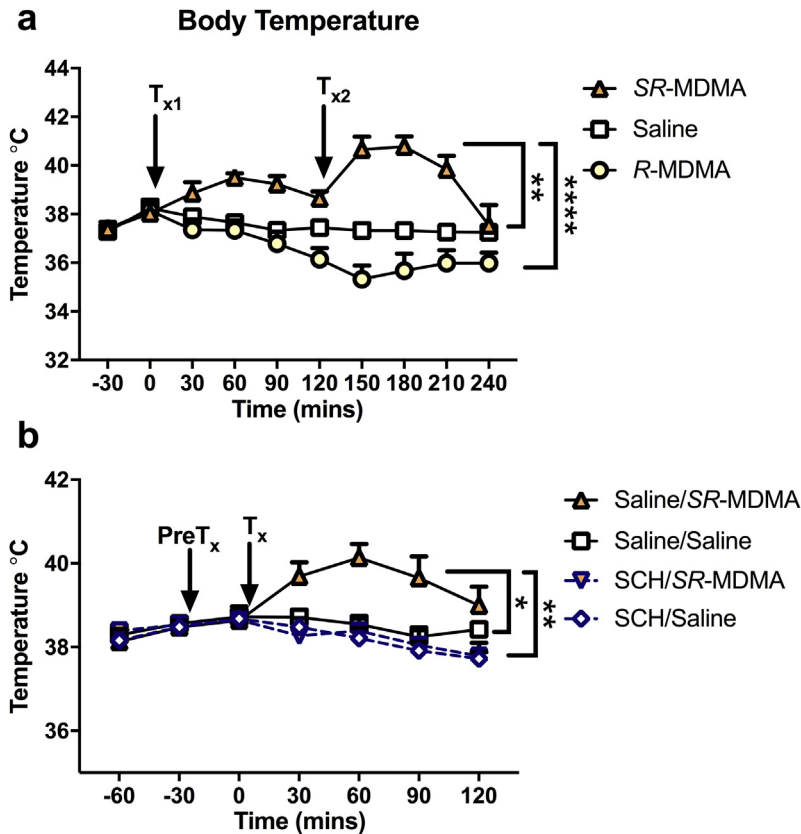 a
Body Temperature
44
42
40
38
36
34
32
Temperature °C
Tx1
Tx2
SR-MDMA
Saline
R-MDMA
**
****
-30 0 30 60 90 120 150 180 210 240
Time (mins)
b
42
40
38
36
Temperature °C
PreTx
Tx
Saline/SR-MDMA
Saline/Saline
SCH/SR-MDMA
SCH/Saline
*
**
-60 -30 0 30 60 90 120
Time (mins)